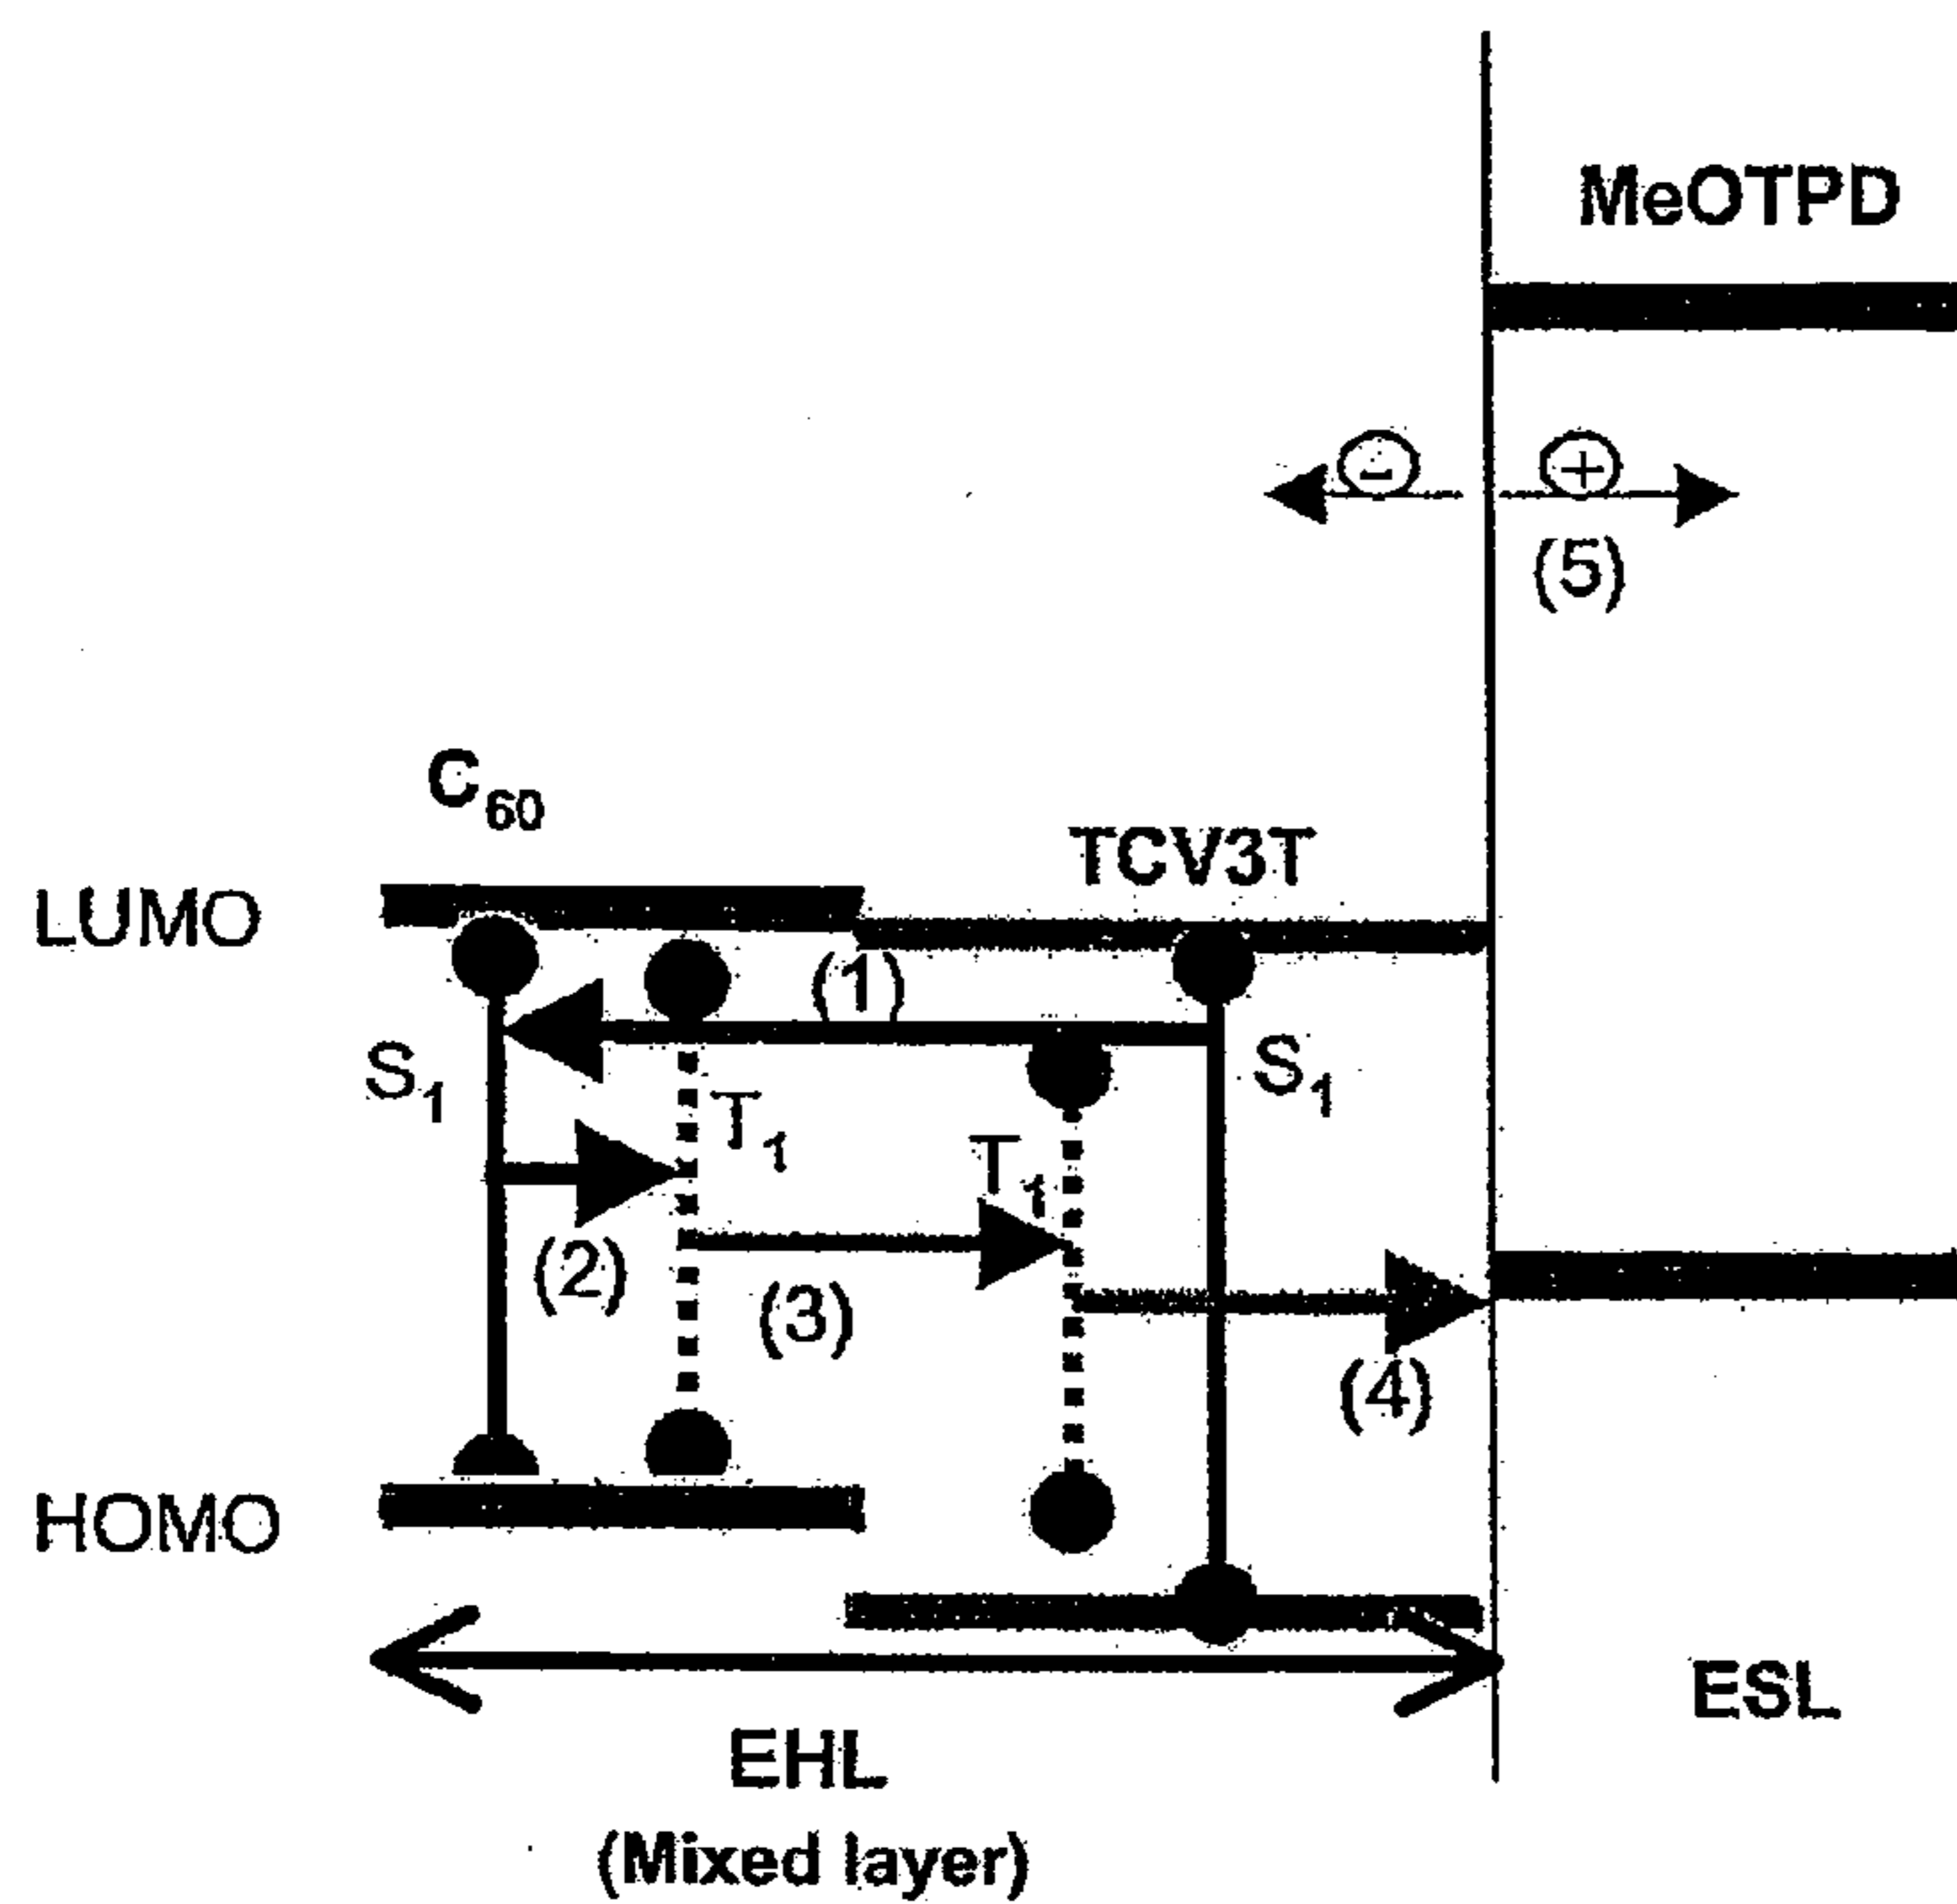 MeOTPD
-
+
(5)
C60
TCV3T
LUMO
(1)
S1
S1
T1
T1
(2)
(3)
(4)
HOMO
ESL
EHL
(Mixed layer)